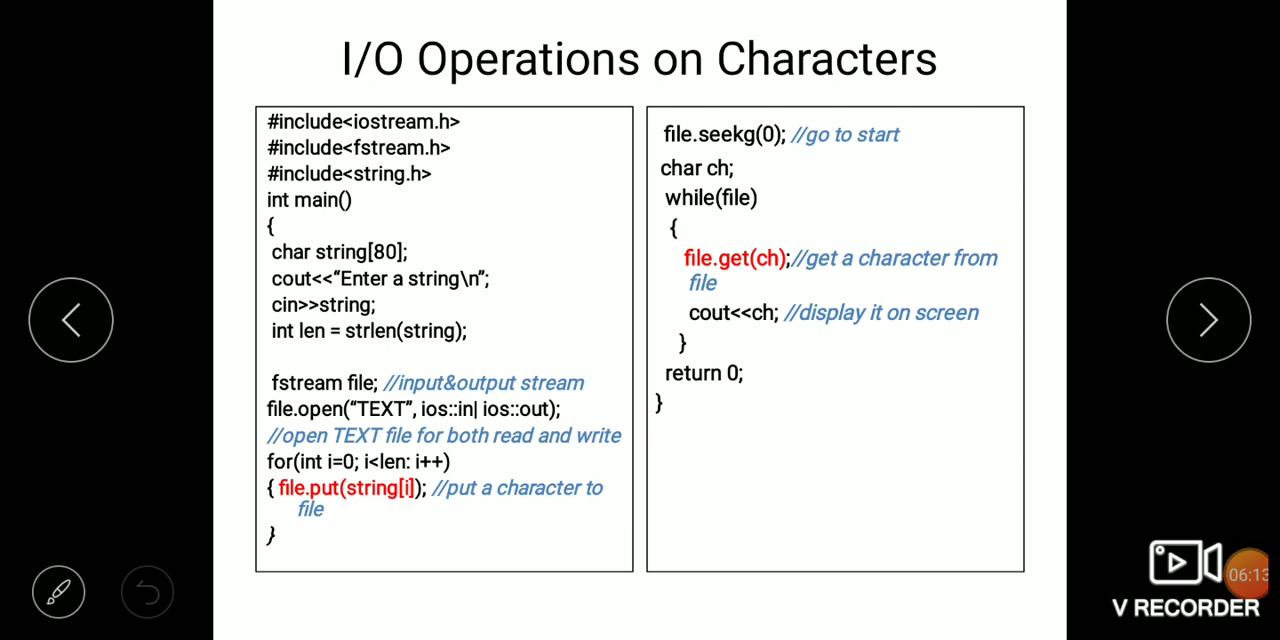 I/O Operations on Characters
#include<iostream.h>
#include<fstream.h>
#include<string.h>
int main()
{
char string[80];
cout<<“Enter a string\n”;
cin>>string;
int len = strlen(string);
fstream file; //input&output stream
file.open(“TEXT”, ios::in| ios::out);
//open TEXT file for both read and write
for(int i=0; i<len: i++)
{ file.put(string[i]); //put a character to
file
}
file.seekg(0); //go to start
char ch;
while(file)
{
file.get(ch);//get a character from
file
cout<<ch; //display it on screen
}
return 0;
}
06:13
V RECORDER